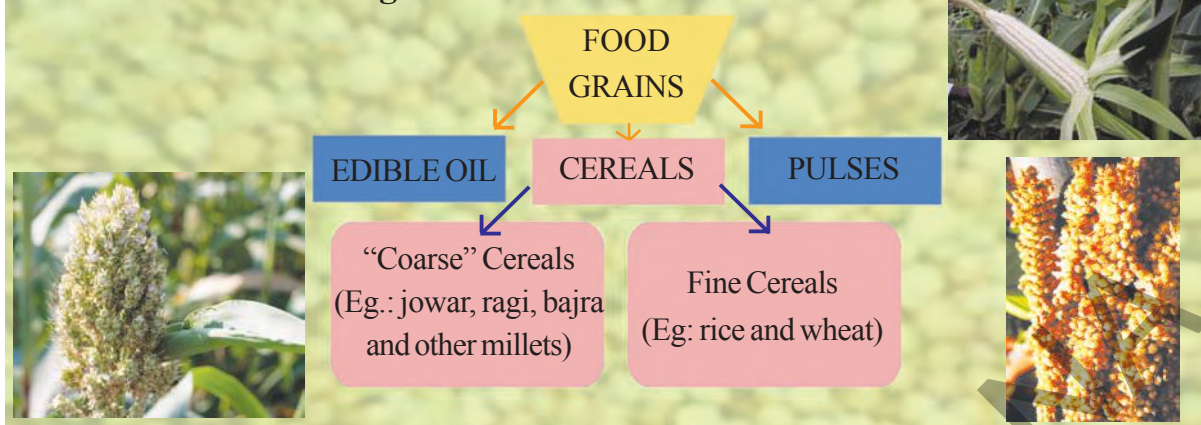 FOOD
GRAINS
EDIBLE OIL
CEREALS
PULSES
“Coarse” Cereals
(Eg.: jowar, ragi, bajra
and other millets)
Fine Cereals
(Eg: rice and wheat)